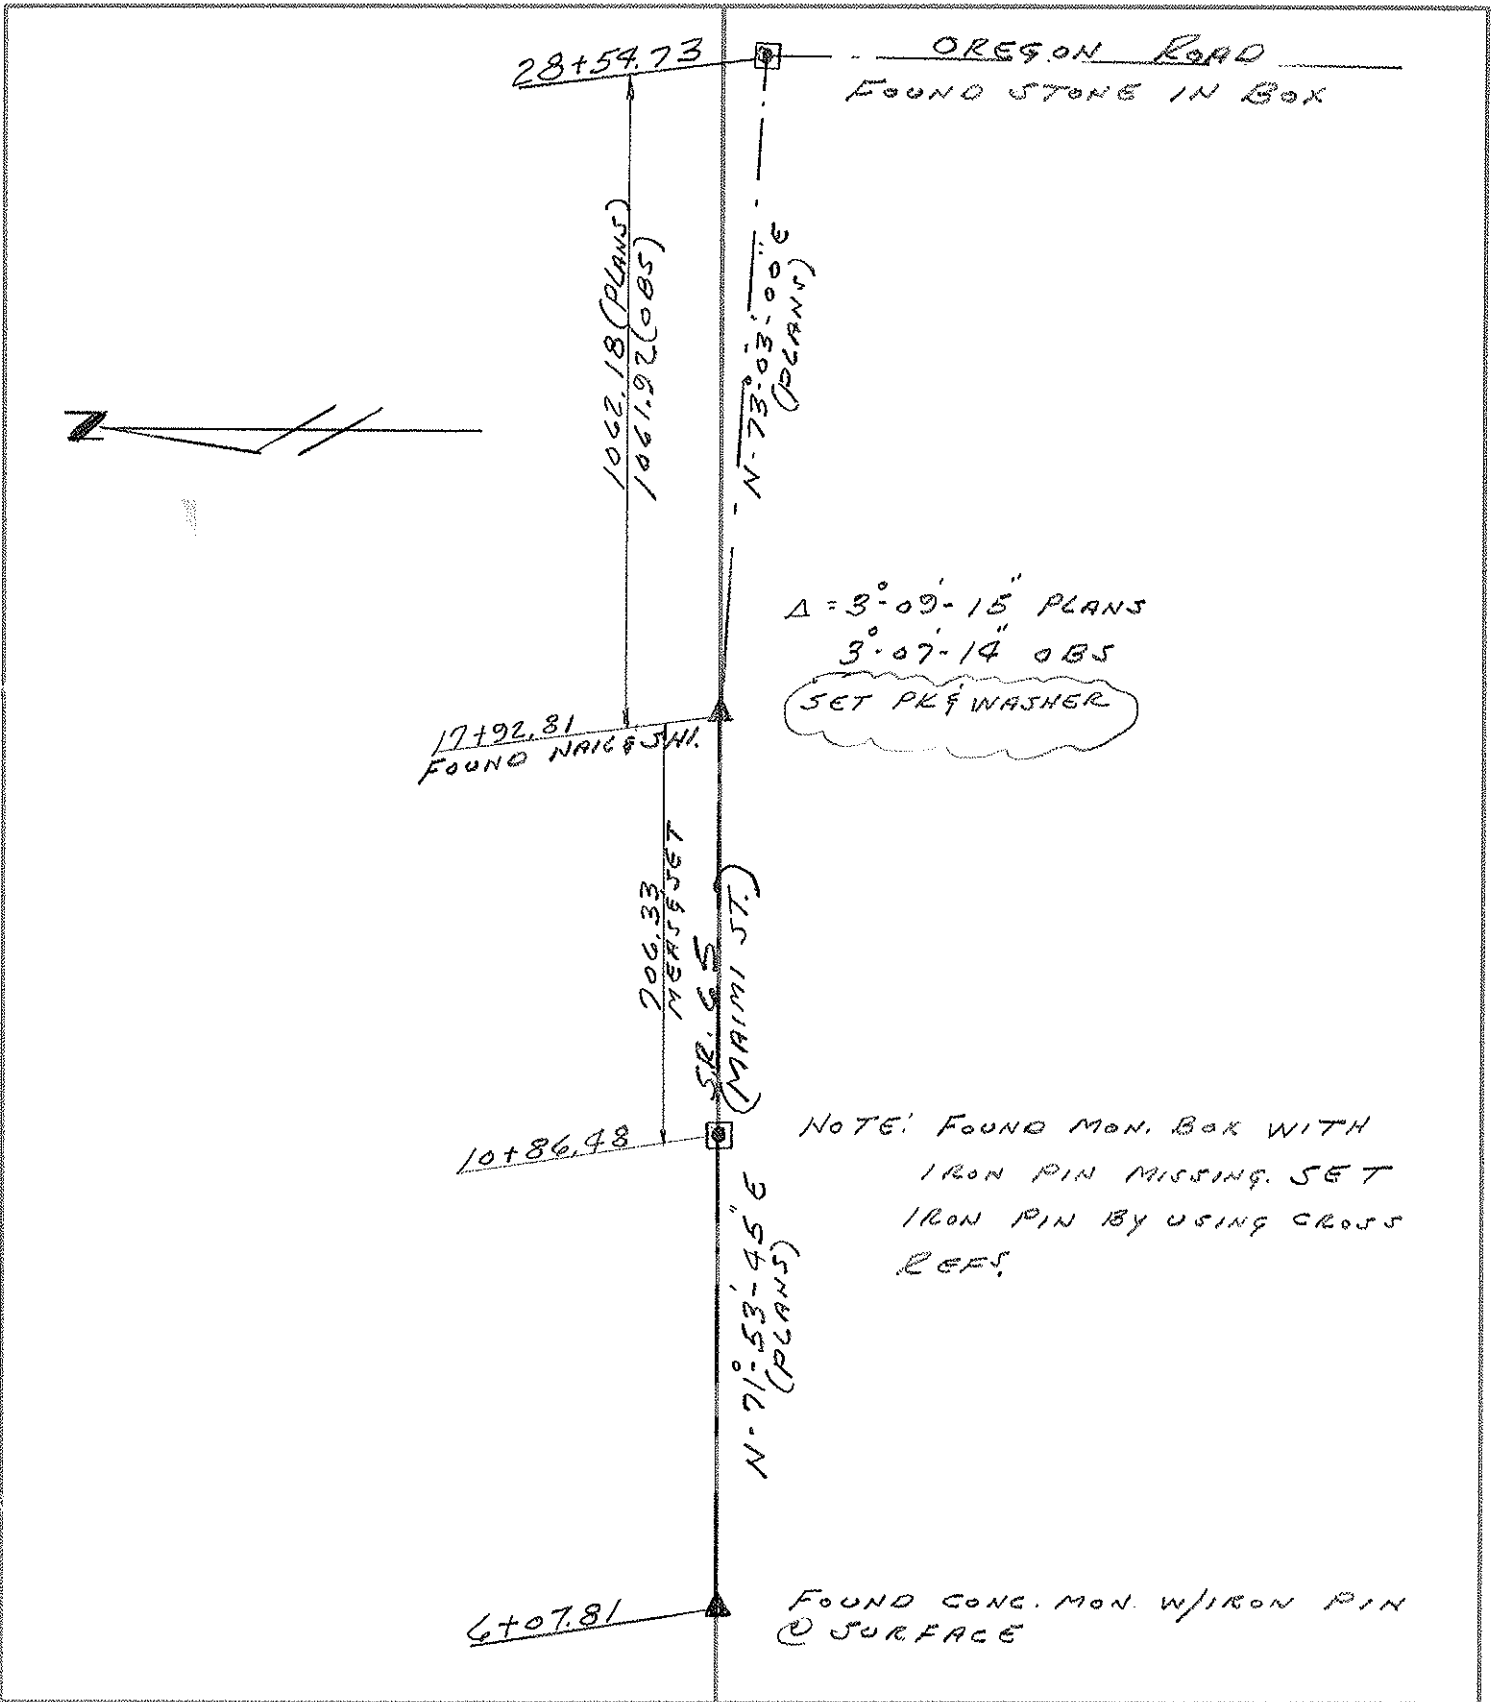 28+54.73
OREGON ROAD
FOUND STONE IN BOX
1062.18 (PLANS)
1061.92 (OBS)
N-73°-03'-00" E
(PLANS)
N
Δ = 3°-09'-15" PLANS
3°-07'-14" OBS
SET PK & WASHER
17+92.81
FOUND NAIL & SHI.
706.33
MEAS & SET
S.R. 65
(MAIMI ST.)
10+86.48
NOTE: FOUND MON. BOX WITH
IRON PIN MISSING. SET
IRON PIN BY USING CROSS
REFS.
N-71°-53'-45" E
(PLANS)
6+07.81
FOUND CONC. MON. W/IRON PIN
@ SURFACE